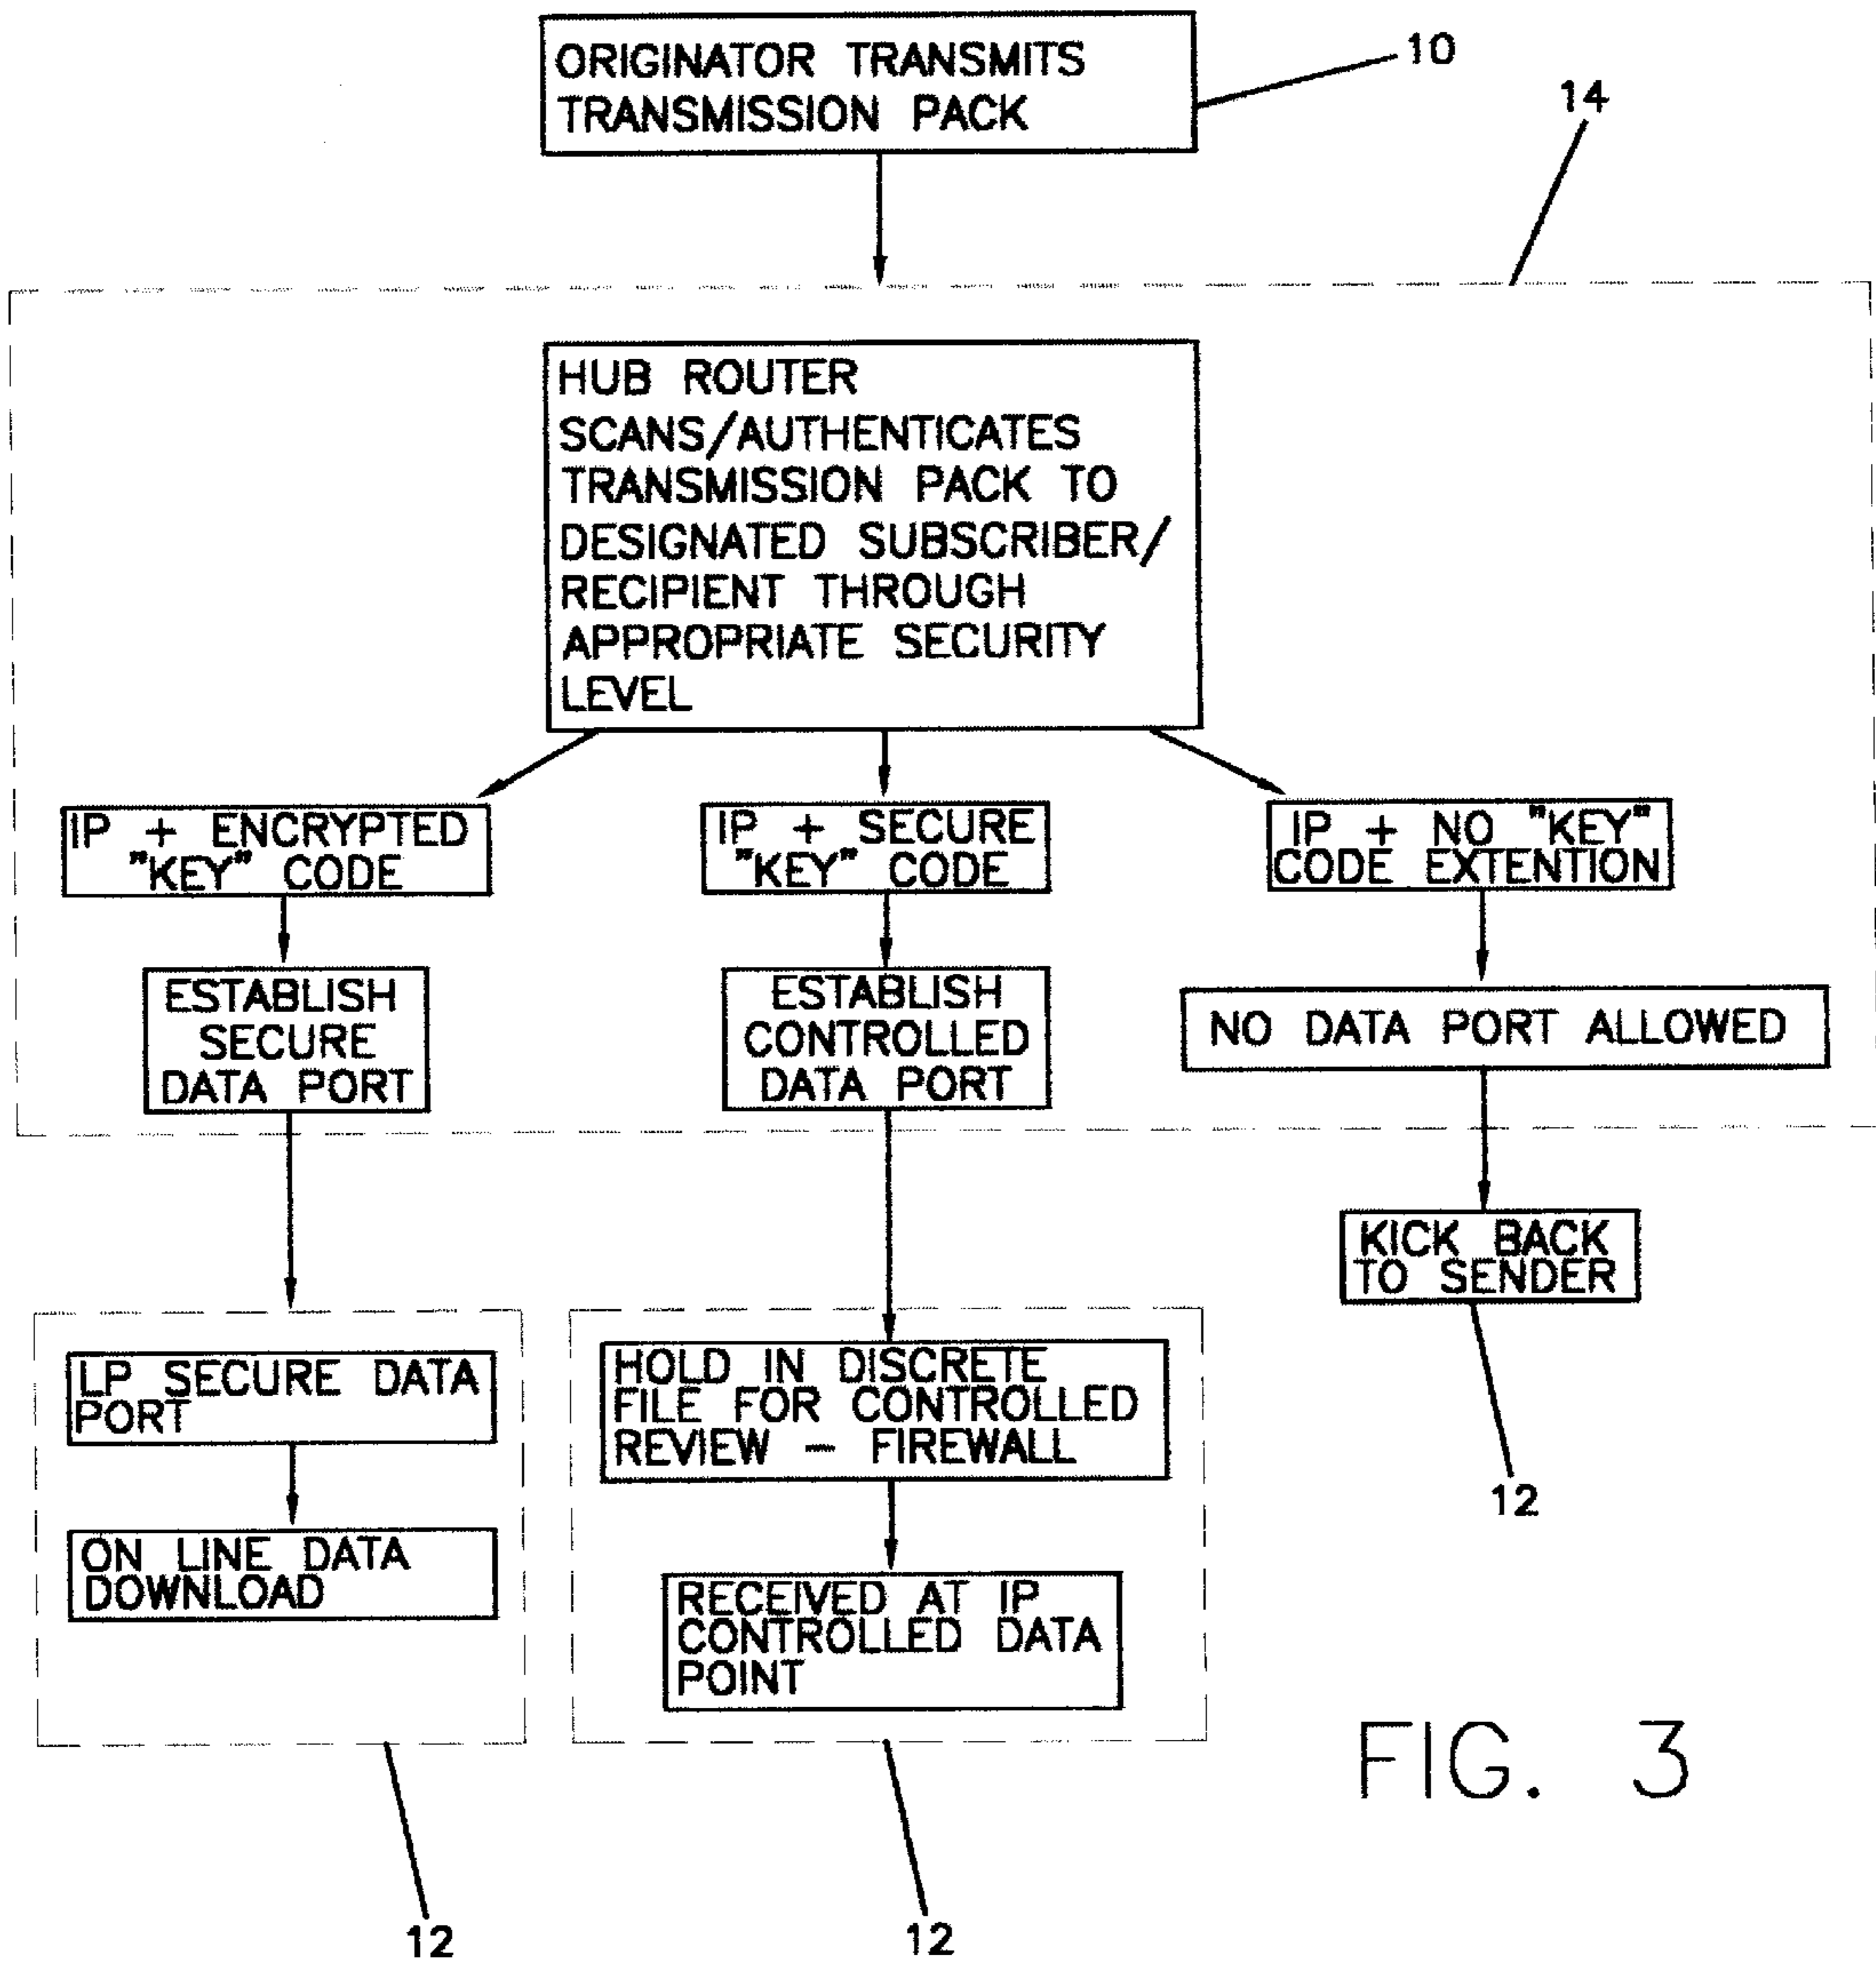 ORIGINATOR TRANSMITS
TRANSMISSION PACK
10
14
HUB ROUTER
SCANS/AUTHENTICATES
TRANSMISSION PACK TO
DESIGNATED SUBSCRIBER/
RECIPIENT THROUGH
APPROPRIATE SECURITY
LEVEL
IP + ENCRYPTED
"KEY" CODE
IP + SECURE
"KEY" CODE
IP + NO "KEY"
CODE EXTENTION
ESTABLISH
SECURE
DATA PORT
ESTABLISH
CONTROLLED
DATA PORT
NO DATA PORT ALLOWED
KICK BACK
TO SENDER
12
LP SECURE DATA
PORT
ON LINE DATA
DOWNLOAD
12
HOLD IN DISCRETE
FILE FOR CONTROLLED
REVIEW - FIREWALL
RECEIVED AT IP
CONTROLLED DATA
POINT
12
FIG. 3